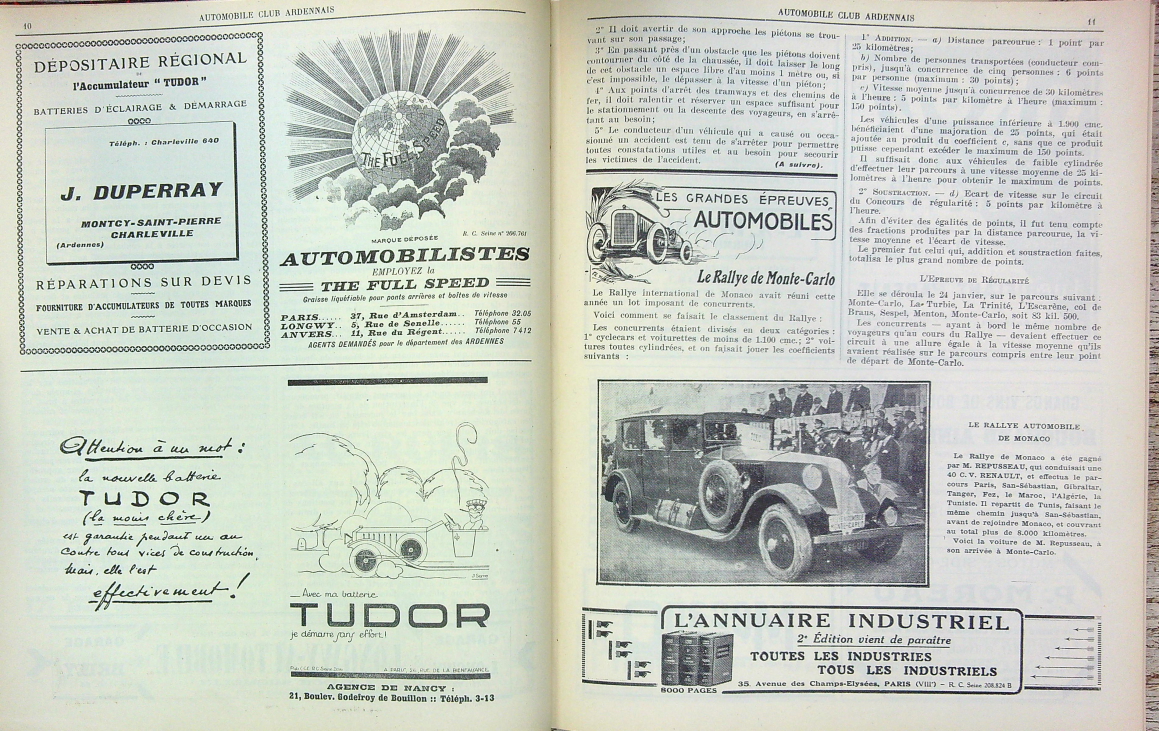 10
AUTOMOBILE CLUB ARDENNAIS
DÉPOSITAIRE RÉGIONAL
DE
l'Accumulateur "TUDOR"
BATTERIES D'ÉCLAIRAGE & DÉMARRAGE
Téléph. : Charleville 640
J. DUPERRAY
MONTCY-SAINT-PIERRE
CHARLEVILLE
(Ardennes)
RÉPARATIONS SUR DEVIS
FOURNITURE D'ACCUMULATEURS DE TOUTES MARQUES
VENTE & ACHAT DE BATTERIE D'OCCASION
THE FULL SPEED
MARQUE DÉPOSÉE
R. C. Seine n° 206.761
AUTOMOBILISTES
EMPLOYEZ la
THE FULL SPEED
Graisse liquéfiable pour ponts arrières et boîtes de vitesse
PARIS... 37, Rue d'Amsterdam.. Téléphone 32.05
LONGWY.. 5, Rue de Senelle...... Téléphone 55
ANVERS. 11, Rue du Régent...... Téléphone 7412
AGENTS DEMANDÉS pour le département des ARDENNES
Attention à un mot :
la nouvelle batterie
TUDOR
(la moins chère)
est garantie pendant un an
contre tous vices de construction,
Mais, elle l'est
effectivement !
_Avec ma batterie
TUDOR
je démarre sans effort !
AGENCE DE NANCY :
21, Boulev. Godefroy de Bouillon :: Téléph. 3-13
AUTOMOBILE CLUB ARDENNAIS
11
2° Il doit avertir de son approche les piétons se trou-
vant sur son passage;
3° En passant près d'un obstacle que les piétons doivent
contourner du côté de la chaussée, il doit laisser le long
de cet obstacle un espace libre d'au moins 1 mètre ou, si
c'est impossible, le dépasser à la vitesse d'un piéton;
4° Aux points d'arrêt des tramways et des chemins de
fer, il doit ralentir et réserver un espace suffisant pour
le stationnement ou la descente des voyageurs, en s'arrê-
tant au besoin;
5° Le conducteur d'un véhicule qui a causé ou occa-
sionné un accident est tenu de s'arrêter pour permettre
toutes constatations utiles et au besoin pour secourir
les victimes de l'accident.
(A suivre).
LES GRANDES ÉPREUVES
AUTOMOBILES
Le Rallye de Monte-Carlo
Le Rallye international de Monaco avait réuni cette
année un lot imposant de concurrents.
Voici comment se faisait le classement du Rallye :
Les concurrents étaient divisés en deux catégories :
1° cyclecars et voiturettes de moins de 1.100 cmc.; 2° voi-
tures toutes cylindrées, et on faisait jouer les coefficients
suivants :
1° ADDITION. — a) Distance parcourue : 1 point par
25 kilomètres;
b) Nombre de personnes transportées (conducteur com-
pris), jusqu'à concurrence de cinq personnes : 6 points
par personne (maximum : 30 points);
c) Vitesse moyenne jusqu'à concurrence de 30 kilomètres
à l'heure : 5 points par kilomètre à l'heure (maximum :
150 points).
Les véhicules d'une puissance inférieure à 1.900 cmc.
bénéficiaient d'une majoration de 25 points, qui était
ajoutée au produit du coefficient c, sans que ce produit
puisse cependant excéder le maximum de 150 points.
Il suffisait donc aux véhicules de faible cylindrée
d'effectuer leur parcours à une vitesse moyenne de 25 ki-
lomètres à l'heure pour obtenir le maximum de points.
2° SOUSTRACTION. — d) Ecart de vitesse sur le circuit
du Concours de régularité : 5 points par kilomètre à
l'heure.
Afin d'éviter des égalités de points, il fut tenu compte
des fractions produites par la distance parcourue, la vi-
tesse moyenne et l'écart de vitesse.
Le premier fut celui qui, addition et soustraction faites,
totalisa le plus grand nombre de points.
L'EPREUVE DE RÉGULARITÉ
Elle se déroula le 24 janvier, sur le parcours suivant :
Monte-Carlo, La Turbie, La Trinité, L'Escarène, col de
Braus, Sospel, Menton, Monte-Carlo, soit 83 kil. 500.
Les concurrents — ayant à bord le même nombre de
voyageurs qu'au cours du Rallye — devaient effectuer ce
circuit à une allure égale à la vitesse moyenne qu'ils
avaient réalisée sur le parcours compris entre leur point
de départ de Monte-Carlo.
LE RALLYE AUTOMOBILE
DE MONACO
Le Rallye de Monaco a été gagné
par M. REPUSSEAU, qui conduisait une
40 C. V. RENAULT, et effectua le par-
cours Paris, San-Sébastian, Gibraltar,
Tanger, Fez, le Maroc, l'Algérie, la
Tunisie. Il repartit de Tunis, faisant le
même chemin jusqu'à San-Sébastian,
avant de rejoindre Monaco, et couvrant
au total plus de 8.000 kilomètres.
Voici la voiture de M. Repusseau, à
son arrivée à Monte-Carlo.
L'ANNUAIRE INDUSTRIEL
2e Édition vient de paraître
TOUTES LES INDUSTRIES
TOUS LES INDUSTRIELS
8000 PAGES
35, Avenue des Champs-Elysées, PARIS (VIII°) - R. C. Seine 208.824 B